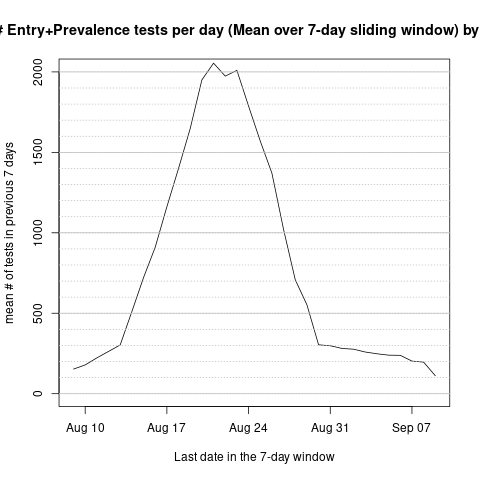 # Entry+Prevalence tests per day (Mean over 7-day sliding window) by
mean # of tests in previous 7 days
2000
1500
1000
500
0
Aug 10 Aug 17 Aug 24 Aug 31 Sep 07
Last date in the 7-day window